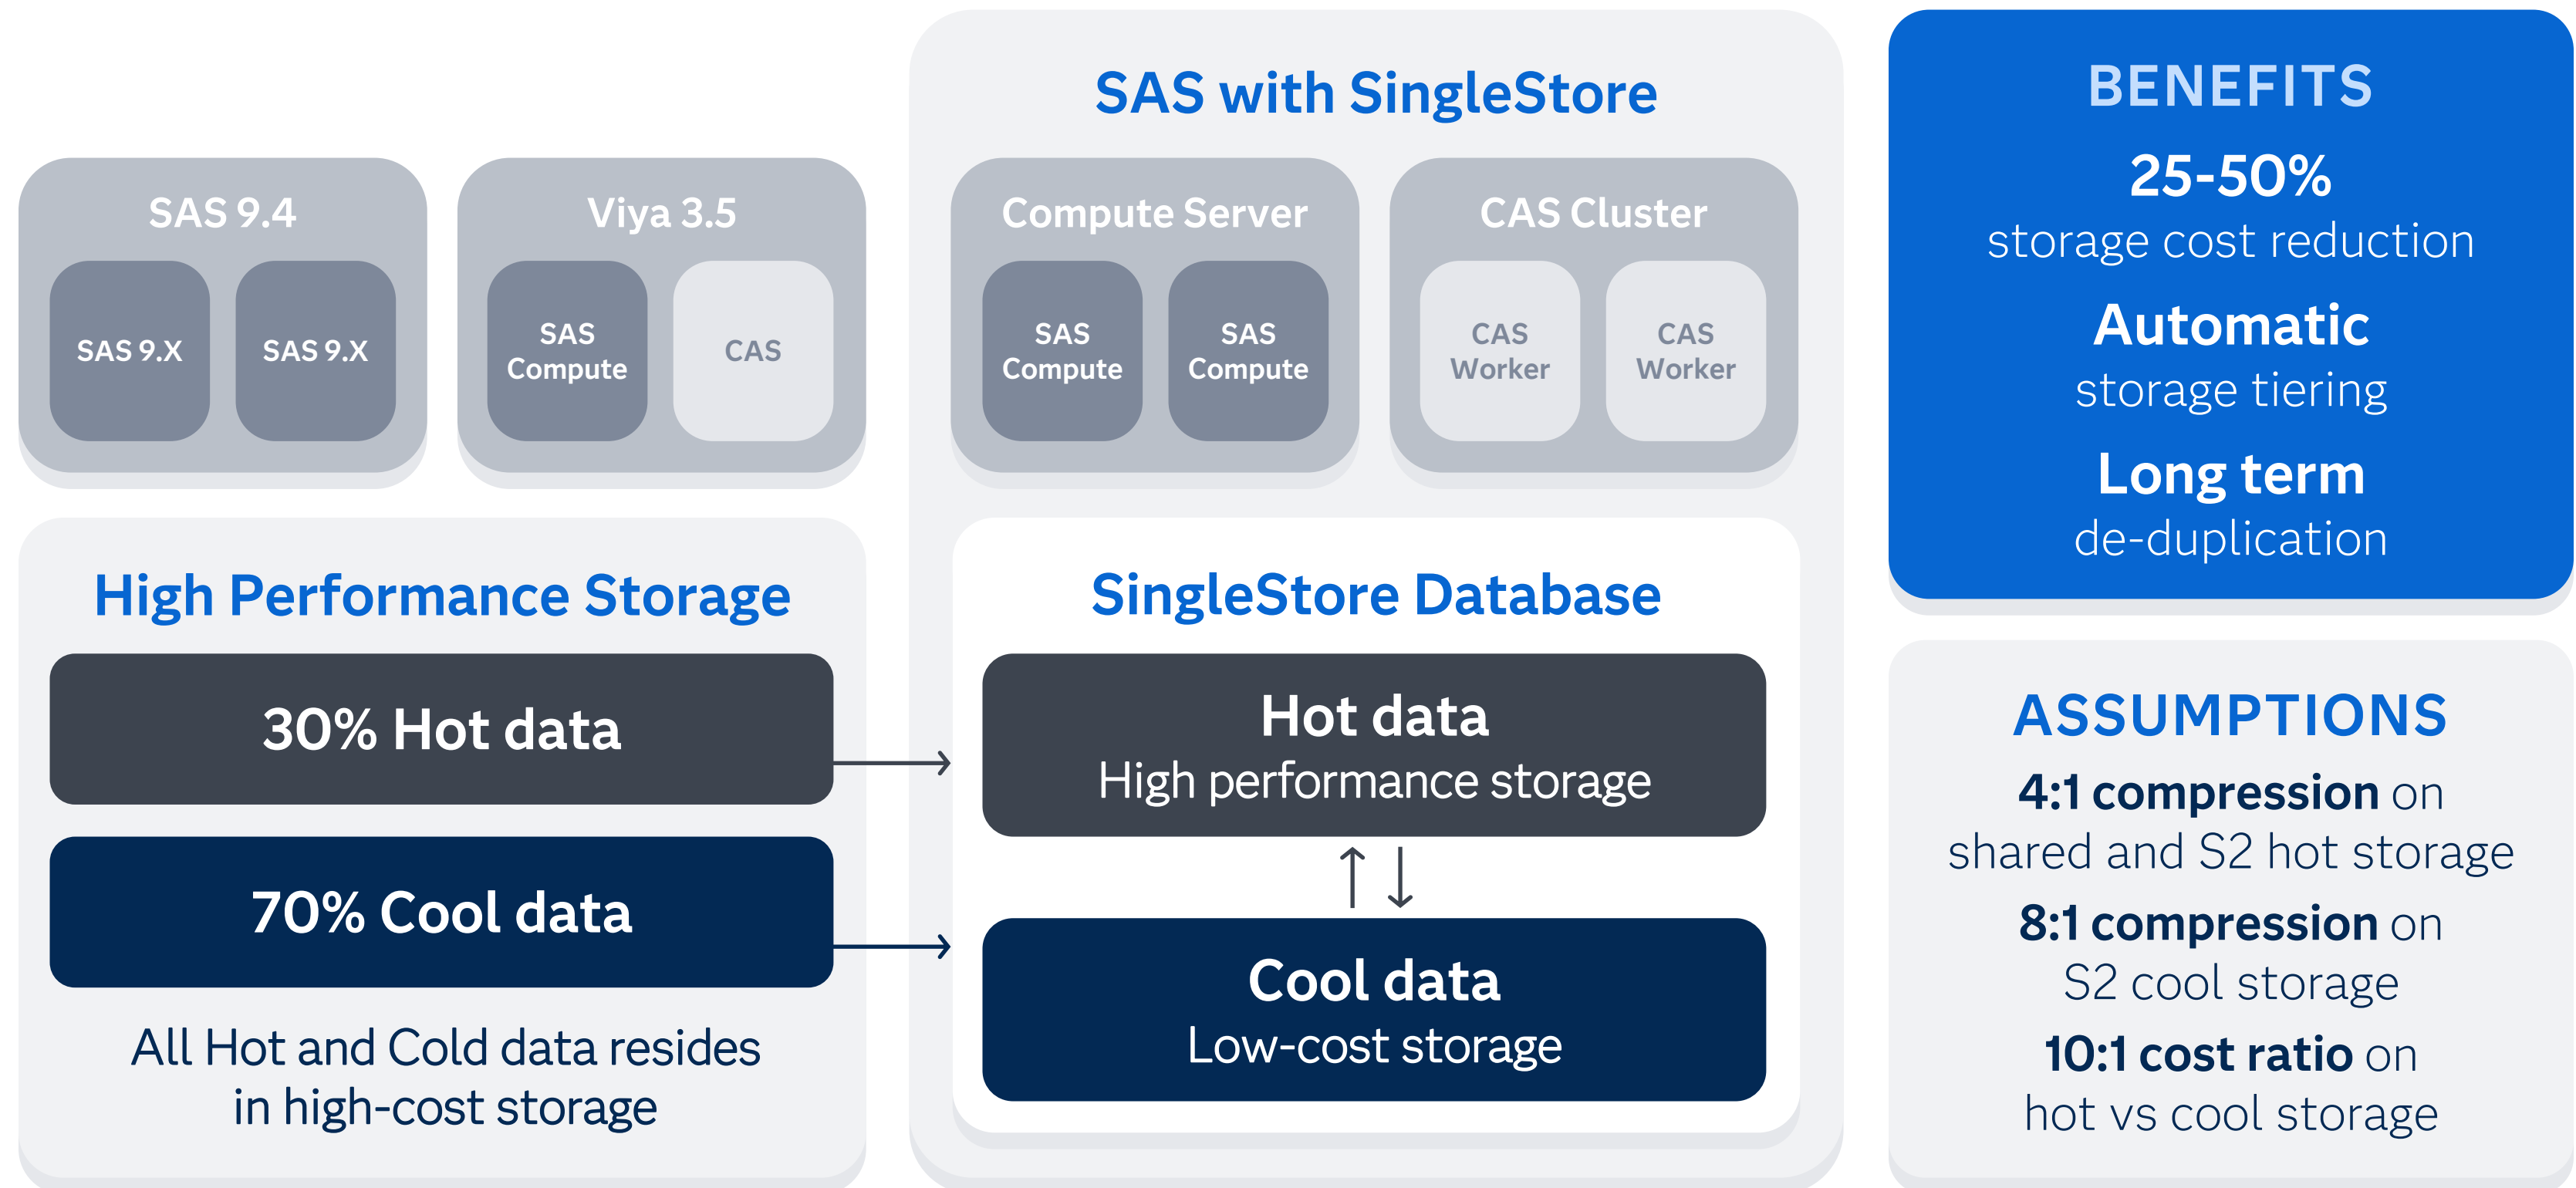 SAS 9.4
SAS 9.X
SAS 9.X
Viya 3.5
SAS
Compute
CAS
High Performance Storage
30% Hot data
70% Cool data
All Hot and Cold data resides
in high-cost storage
SAS with SingleStore
Compute Server
SAS
Compute
SAS
Compute
CAS Cluster
CAS
Worker
CAS
Worker
SingleStore Database
Hot data
High performance storage
Cool data
Low-cost storage
BENEFITS
25-50%
storage cost reduction
Automatic
storage tiering
Long term
de-duplication
ASSUMPTIONS
4:1 compression on
shared and S2 hot storage
8:1 compression on
S2 cool storage
10:1 cost ratio on
hot vs cool storage